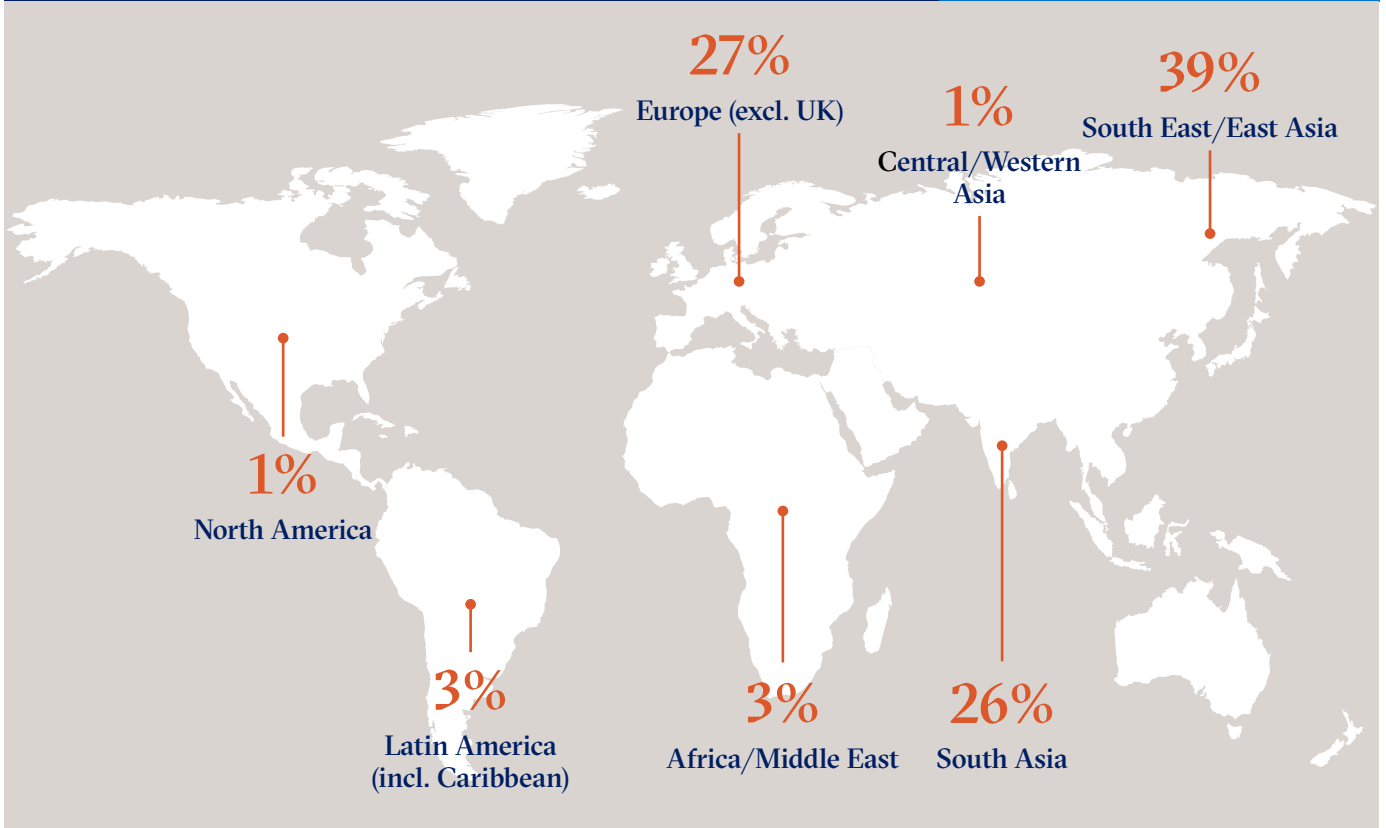 27%
Europe (excl. UK)
1%
Central/Western
Asia
39%
South East/East Asia
1%
North America
3%
Latin America
(incl. Caribbean)
3%
Africa/Middle East
26%
South Asia